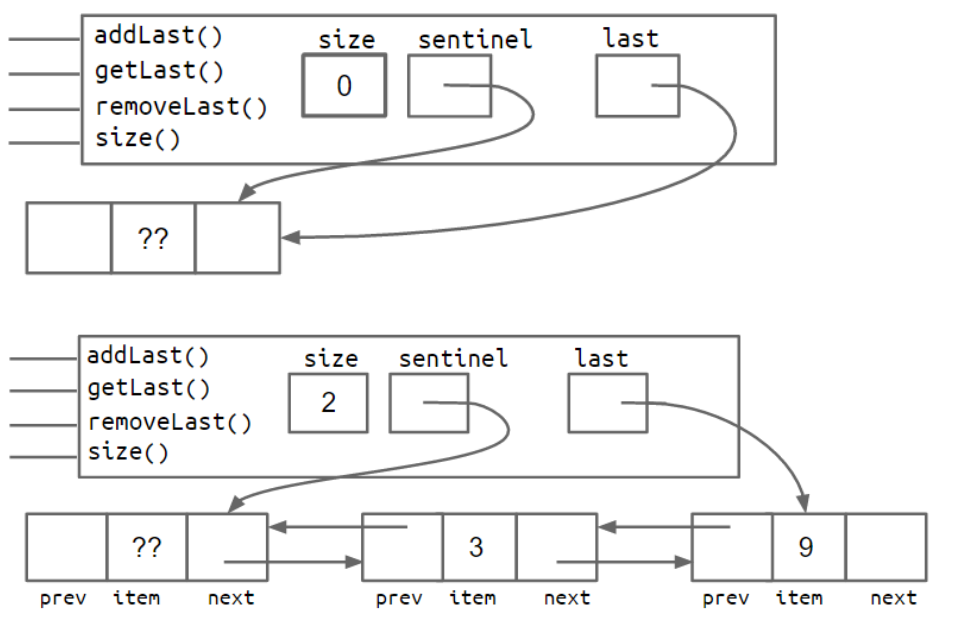 addLast()
getLast()
removeLast()
size()
size sentinel last
0
??
addLast()
getLast()
removeLast()
size()
size sentinel last
2
?? 3 9
prev item next prev item next prev item next